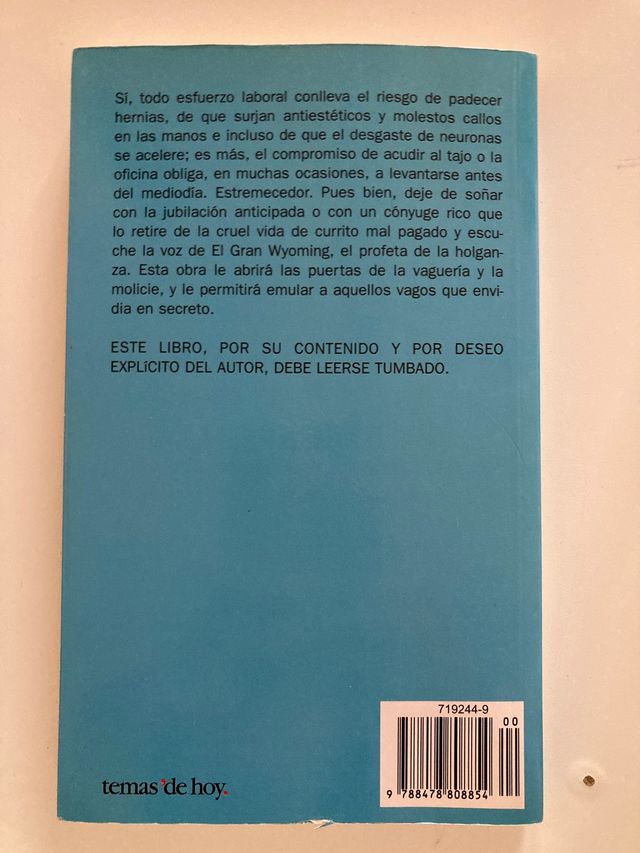 Sí, todo esfuerzo laboral conlleva el riesgo de padecer
hernias, de que surjan antiestéticos y molestos callos
en las manos e incluso de que el desgaste de neuronas
se acelere; es más, el compromiso de acudir al tajo o la
oficina obliga, en muchas ocasiones, a levantarse antes
del mediodía. Estremecedor. Pues bien, deje de soñar
con la jubilación anticipada o con un cónyuge rico que
lo retire de la cruel vida de currito mal pagado y escu-
che la voz de El Gran Wyoming, el profeta de la holgan-
za. Esta obra le abrirá las puertas de la vaguería y la
molicie, y le permitirá emular a aquellos vagos que envi-
dia en secreto.
ESTE LIBRO, POR SU CONTENIDO Y POR DESEO
EXPLÍCITO DEL AUTOR, DEBE LEERSE TUMBADO.
719244-9
00
9 788478 808854
temas'de hoy.